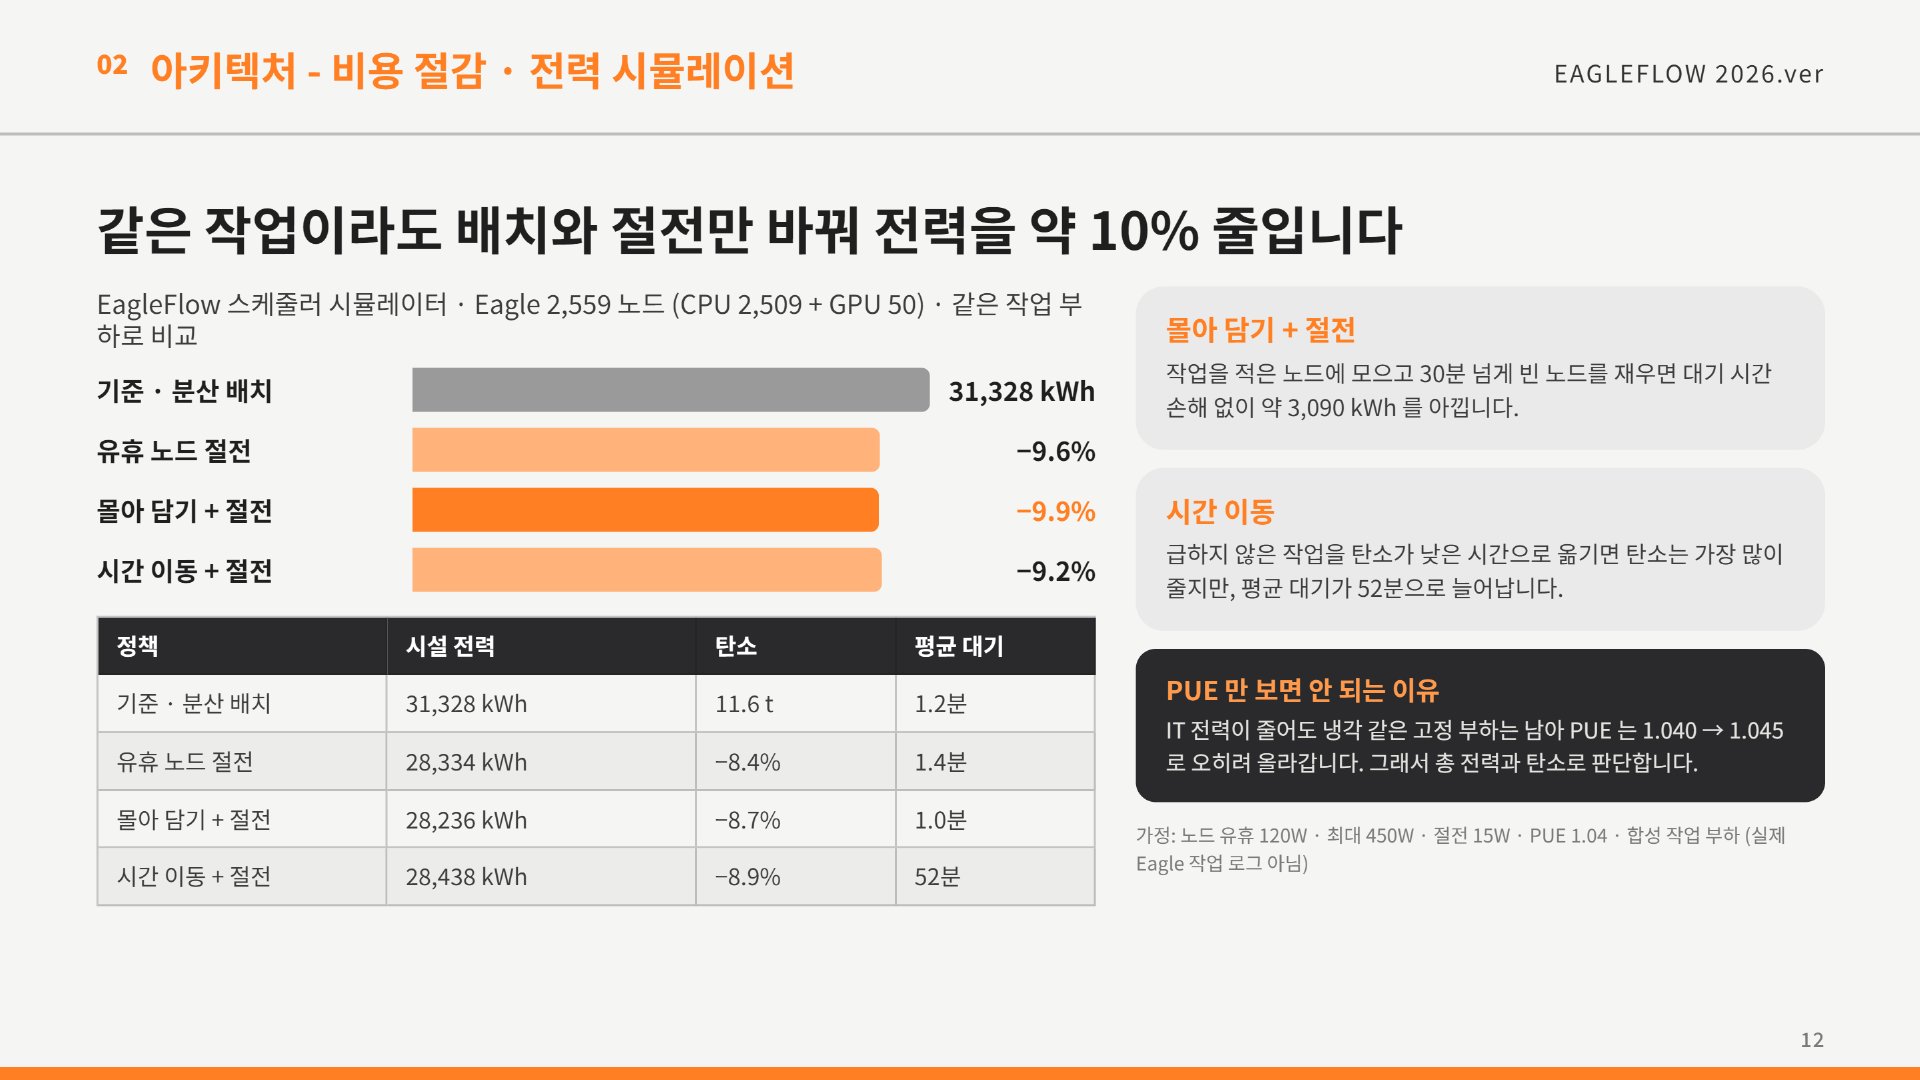 02 아키텍처 - 비용 절감 · 전력 시뮬레이션
EAGLEFLOW 2026.ver
같은 작업이라도 배치와 절전만 바꿔 전력을 약 10% 줄입니다
EagleFlow 스케줄러 시뮬레이터 · Eagle 2,559 노드 (CPU 2,509 + GPU 50) · 같은 작업 부
하로 비교
기준 · 분산 배치 31,328 kWh
유휴 노드 절전 −9.6%
몰아 담기 + 절전 −9.9%
시간 이동 + 절전 −9.2%
정책 시설 전력 탄소 평균 대기
기준 · 분산 배치 31,328 kWh 11.6 t 1.2분
유휴 노드 절전 28,334 kWh −8.4% 1.4분
몰아 담기 + 절전 28,236 kWh −8.7% 1.0분
시간 이동 + 절전 28,438 kWh −8.9% 52분
몰아 담기 + 절전
작업을 적은 노드에 모으고 30분 넘게 빈 노드를 재우면 대기 시간
손해 없이 약 3,090 kWh 를 아낍니다.
시간 이동
급하지 않은 작업을 탄소가 낮은 시간으로 옮기면 탄소는 가장 많이
줄지만, 평균 대기가 52분으로 늘어납니다.
PUE 만 보면 안 되는 이유
IT 전력이 줄어도 냉각 같은 고정 부하는 남아 PUE 는 1.040 → 1.045
로 오히려 올라갑니다. 그래서 총 전력과 탄소로 판단합니다.
가정: 노드 유휴 120W · 최대 450W · 절전 15W · PUE 1.04 · 합성 작업 부하 (실제
Eagle 작업 로그 아님)
12